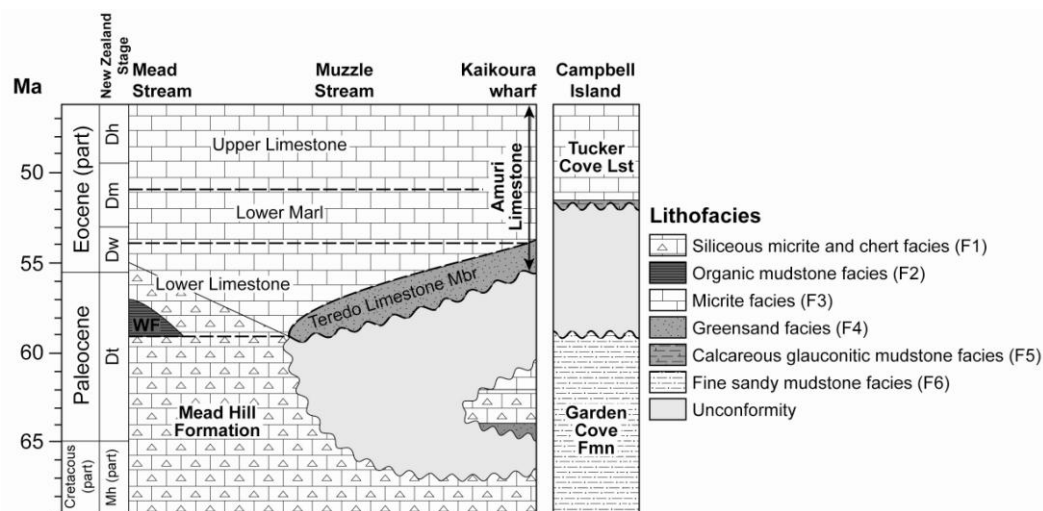 Ma
New Zealand
Stage
Mead
Stream
Muzzle
Stream
Kaikoura
wharf
Campbell
Island
50
55
60
65
Eocene (part)
Paleocene
Cretacous
(part)
Dh
Dm
Dw
Dt
Mh (part)
Upper Limestone
Lower Marl
Lower Limestone
Amuri
Limestone
Teredo Limestone Mbr
WF
Mead Hill
Formation
Tucker
Cove Lst
Garden
Cove
Fmn
Lithofacies
Siliceous micrite and chert facies (F1)
Organic mudstone facies (F2)
Micrite facies (F3)
Greensand facies (F4)
Calcareous glauconitic mudstone facies (F5)
Fine sandy mudstone facies (F6)
Unconformity